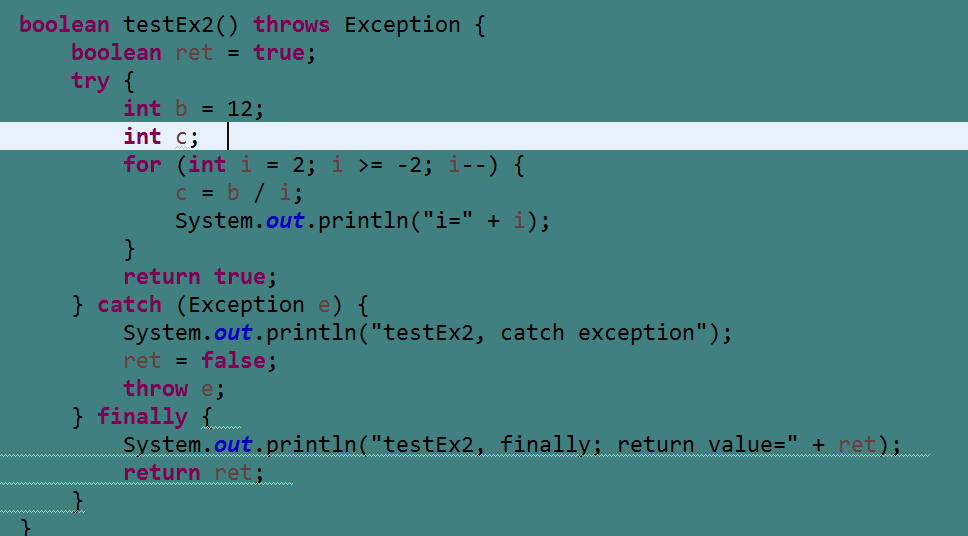 boolean testEx2() throws Exception {
boolean ret = true;
try {
int b = 12;
int c;
for (int i = 2; i >= -2; i--) {
c = b / i;
System.out.println("i=" + i);
}
return true;
} catch (Exception e) {
System.out.println("testEx2, catch exception");
ret = false;
throw e;
} finally {
System.out.println("testEx2, finally; return value=" + ret);
return ret;
}
}